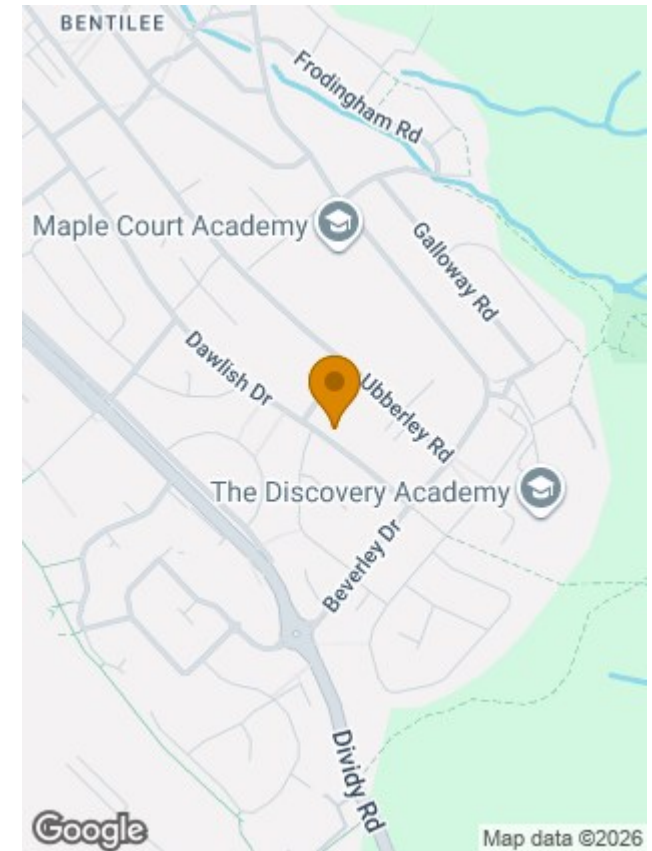 BENTILEE
Frodingham Rd
Maple Court Academy
Galloway Rd
Dawlish Dr
Ubberley Rd
The Discovery Academy
Beverley Dr
Dividy Rd
Google
Map data ©2026